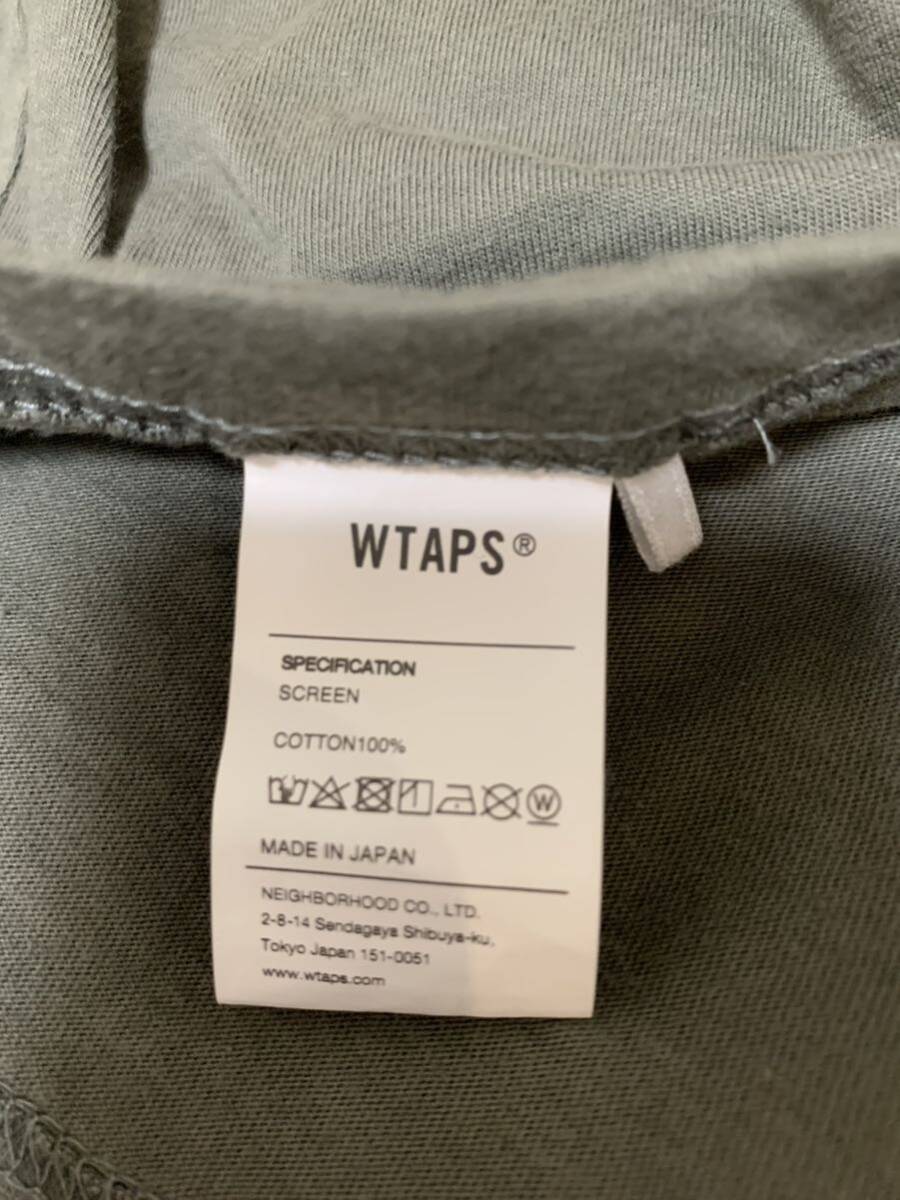 WTAPS®
SPECIFICATION
SCREEN
COTTON100%
W
MADE IN JAPAN
NEIGHBORHOOD CO., LTD.
2-8-14 Sendagaya Shibuya-ku,
Tokyo Japan 151-0051
www.wtaps.com